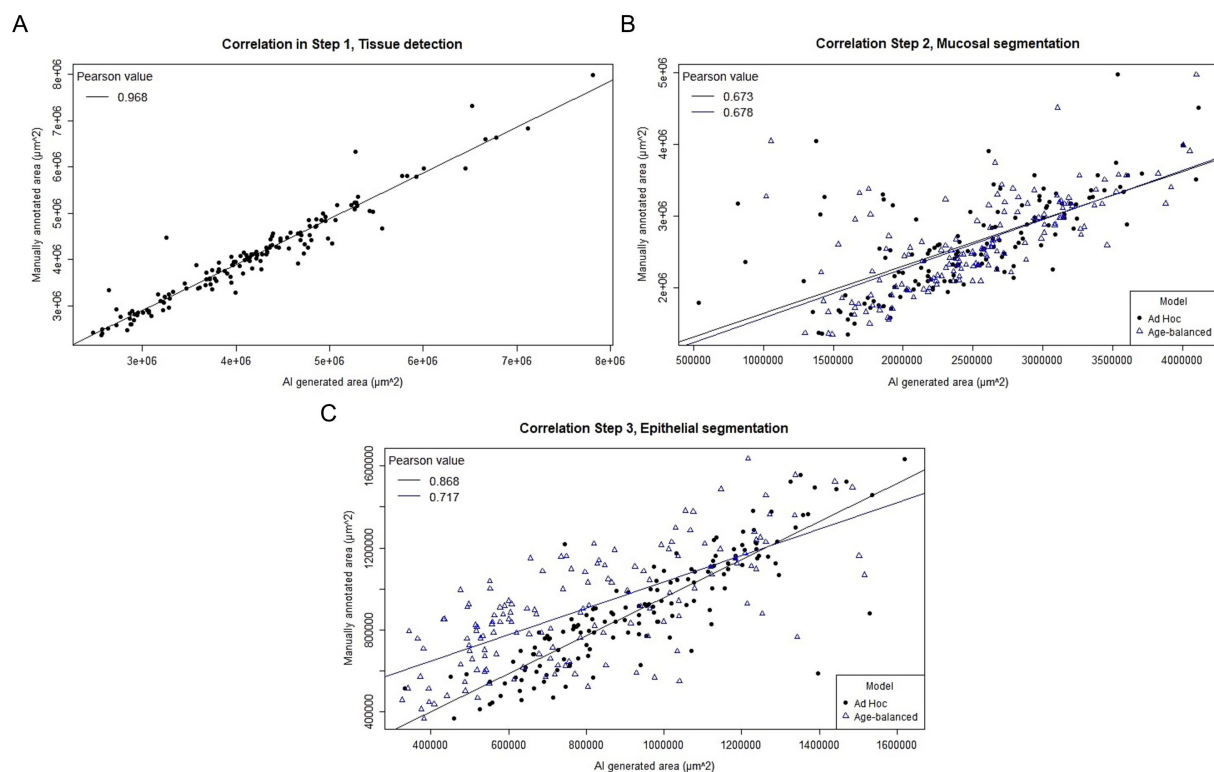 A
Correlation in Step 1, Tissue detection
Pearson value
0.968
8e+06
7e+06
6e+06
5e+06
4e+06
3e+06
Manually annotated area (µm^2)
3e+06 4e+06 5e+06 6e+06 7e+06 8e+06
AI generated area (µm^2)
B
Correlation Step 2, Mucosal segmentation
Pearson value
0.673
0.678
5e+06
4e+06
3e+06
2e+06
Manually annotated area (µm^2)
Model
Ad Hoc
Age-balanced
500000 1000000 1500000 2000000 2500000 3000000 3500000 4000000
AI generated area (µm^2)
C
Correlation Step 3, Epithelial segmentation
Pearson value
0.868
0.717
1600000
1200000
800000
400000
Manually annotated area (µm^2)
Model
Ad Hoc
Age-balanced
400000 600000 800000 1000000 1200000 1400000 1600000
AI generated area (µm^2)